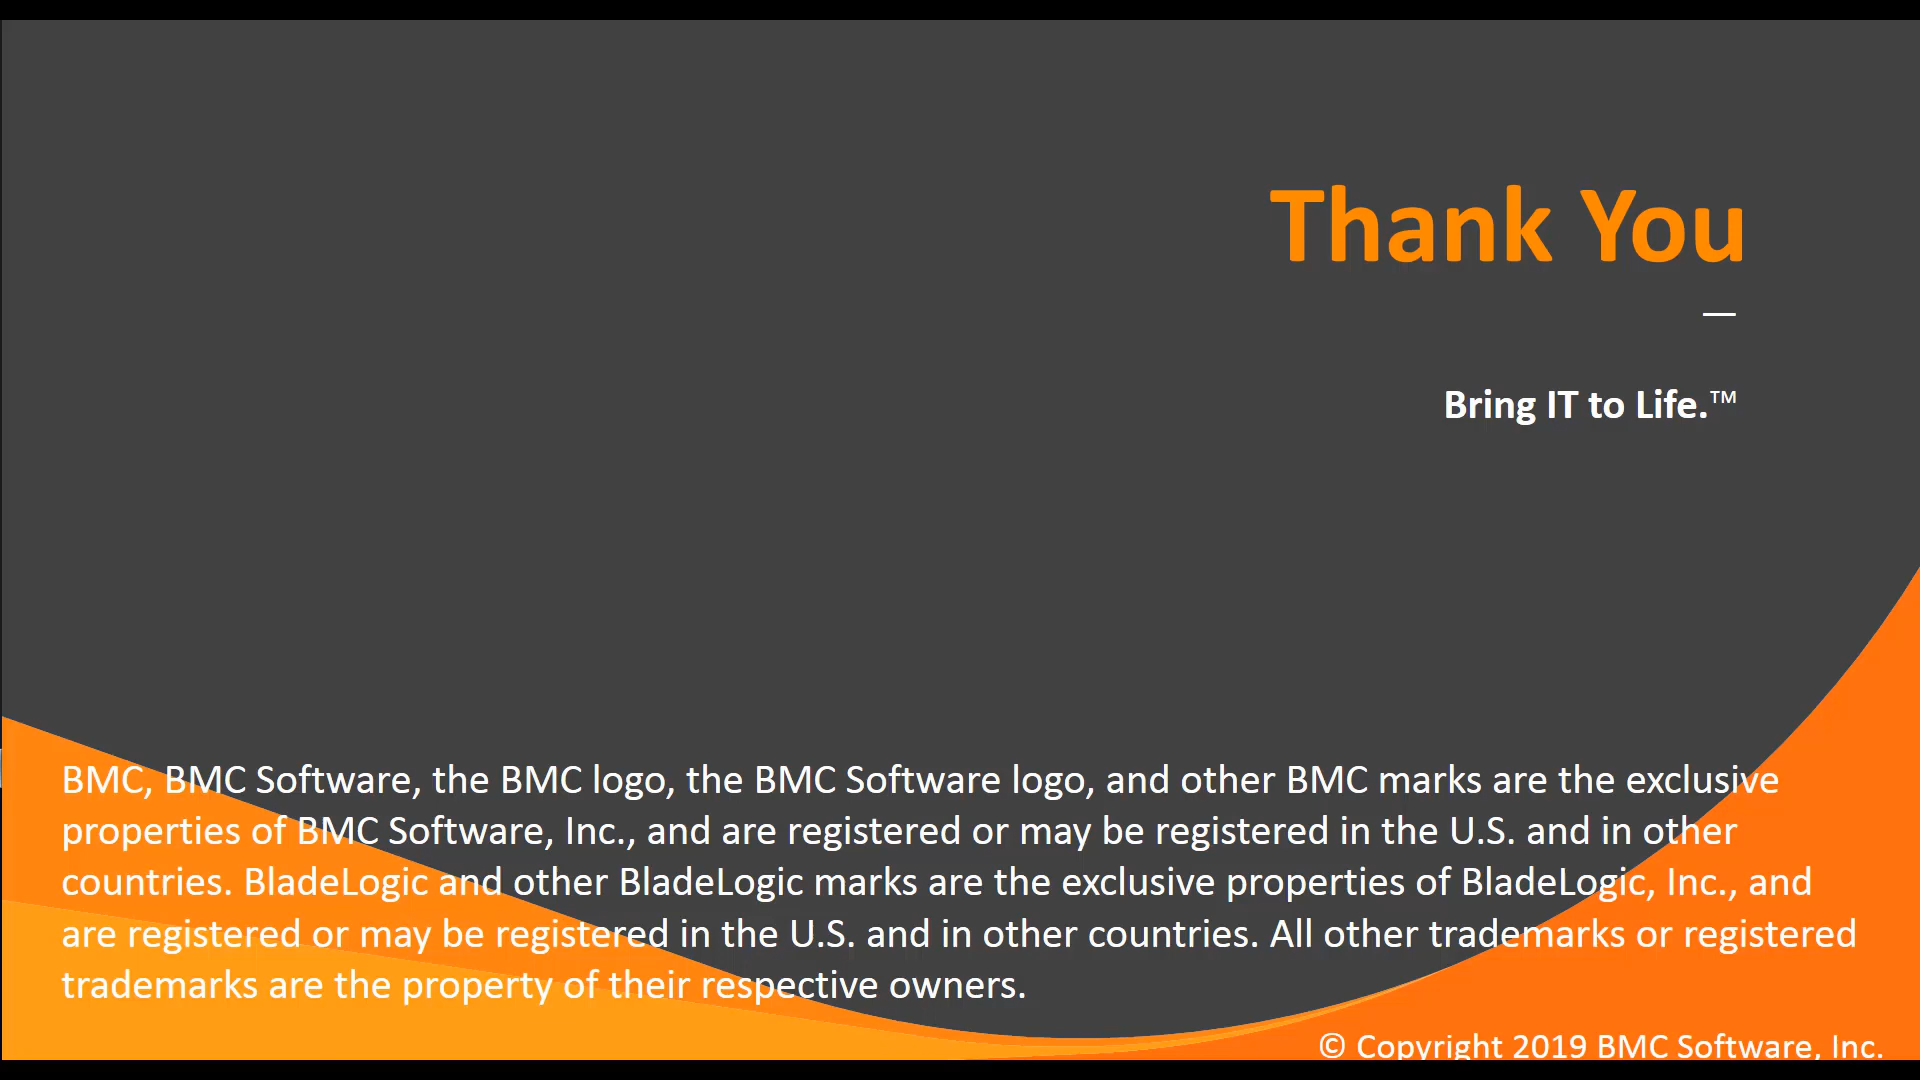 Thank You
Bring IT to Life.™
BMC, BMC Software, the BMC logo, the BMC Software logo, and other BMC marks are the exclusive
properties of BMC Software, Inc., and are registered or may be registered in the U.S. and in other
countries. BladeLogic and other BladeLogic marks are the exclusive properties of BladeLogic, Inc., and
are registered or may be registered in the U.S. and in other countries. All other trademarks or registered
trademarks are the property of their respective owners.
© Copyright 2019 BMC Software, Inc.